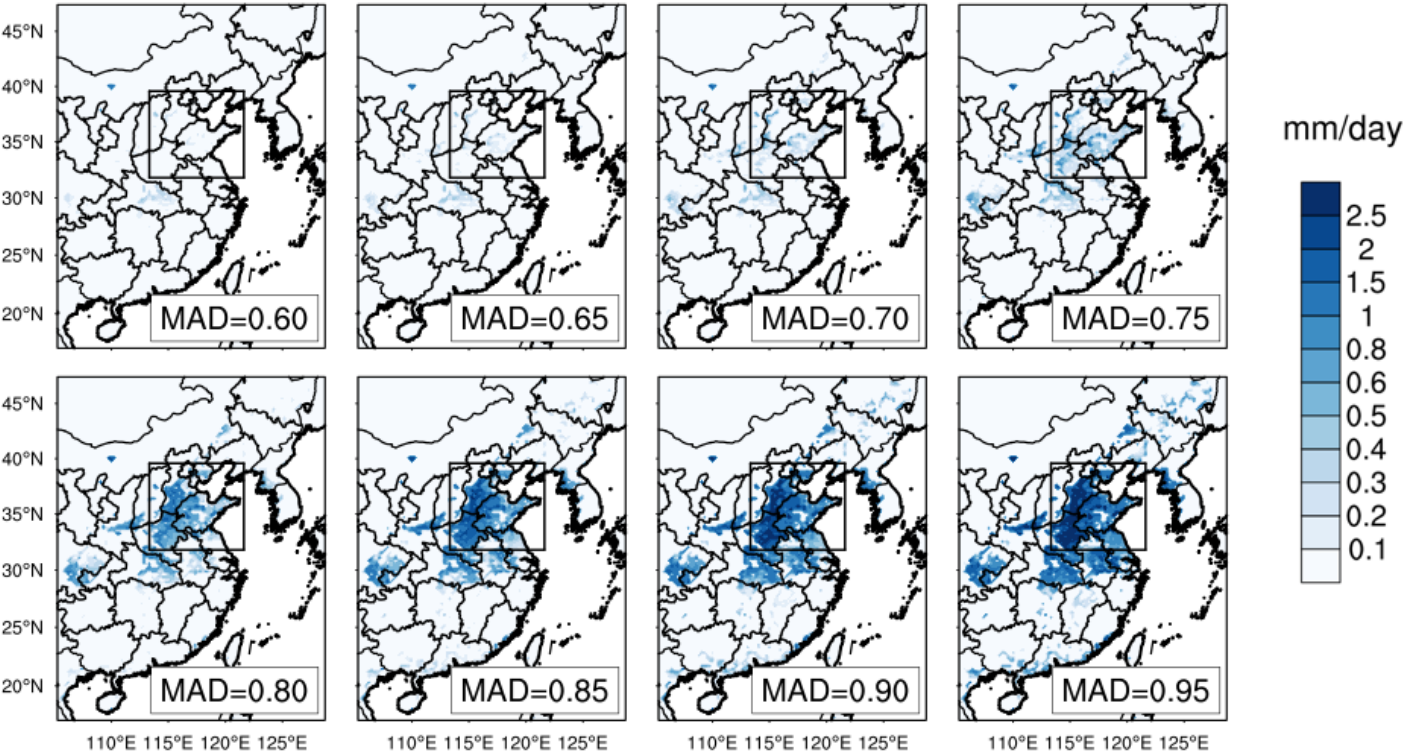 45°N
40°N
35°N
30°N
25°N
20°N
MAD=0.60
MAD=0.65
MAD=0.70
MAD=0.75
45°N
40°N
35°N
30°N
25°N
20°N
MAD=0.80
MAD=0.85
MAD=0.90
MAD=0.95
110°E 115°E 120°E 125°E
110°E 115°E 120°E 125°E
110°E 115°E 120°E 125°E
110°E 115°E 120°E 125°E
mm/day
2.5
2
1.5
1
0.8
0.6
0.5
0.4
0.3
0.2
0.1